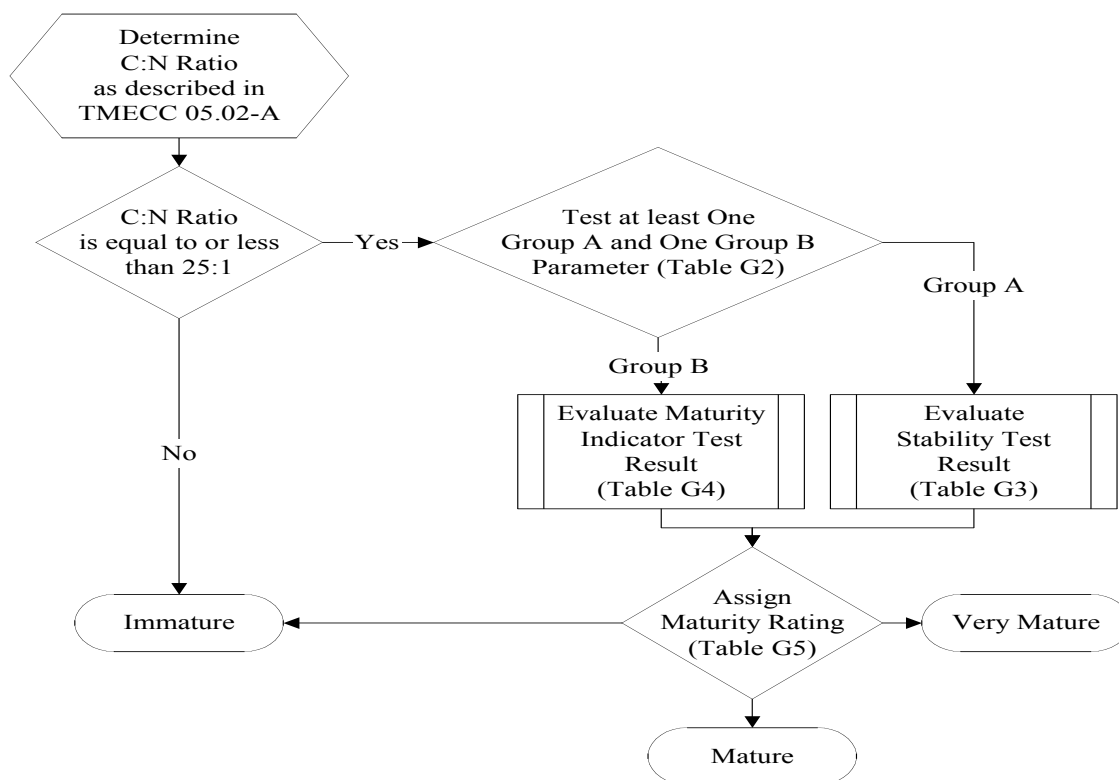 Determine
C:N Ratio
as described in
TMECC 05.02-A
C:N Ratio
is equal to or less
than 25:1
Yes
Test at least One
Group A and One Group B
Parameter (Table G2)
Group A
Group B
Evaluate Maturity
Indicator Test
Result
(Table G4)
Evaluate
Stability Test
Result
(Table G3)
No
Immature
Assign
Maturity Rating
(Table G5)
Very Mature
Mature